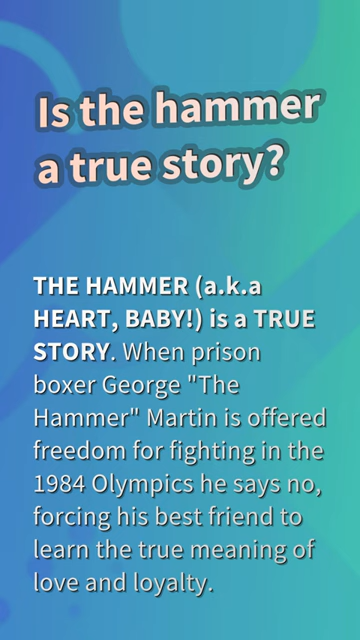 Is the hammer
a true story?
THE HAMMER (a.k.a
HEART, BABY!) is a TRUE
STORY. When prison
boxer George "The
Hammer" Martin is offered
freedom for fighting in the
1984 Olympics he says no,
forcing his best friend to
learn the true meaning of
love and loyalty.